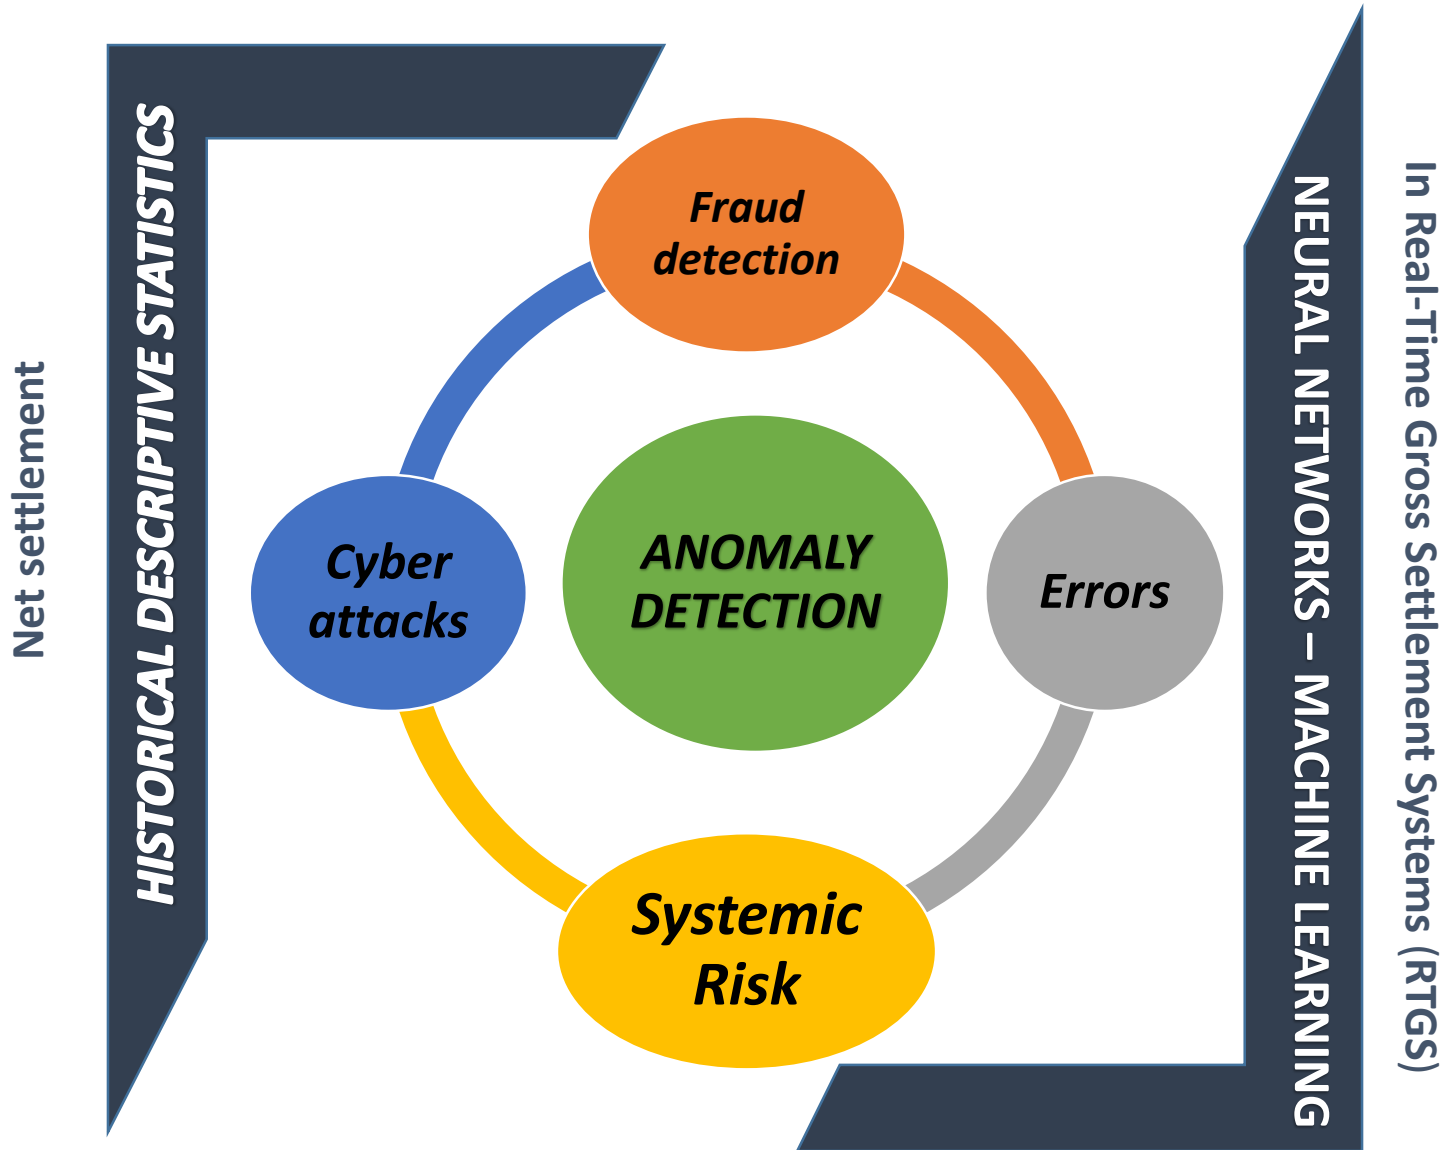 Net settlement
HISTORICAL DESCRIPTIVE STATISTICS
Fraud
detection
Cyber
attacks
ANOMALY
DETECTION
Errors
Systemic
Risk
NEURAL NETWORKS – MACHINE LEARNING
In Real-Time Gross Settlement Systems (RTGS)